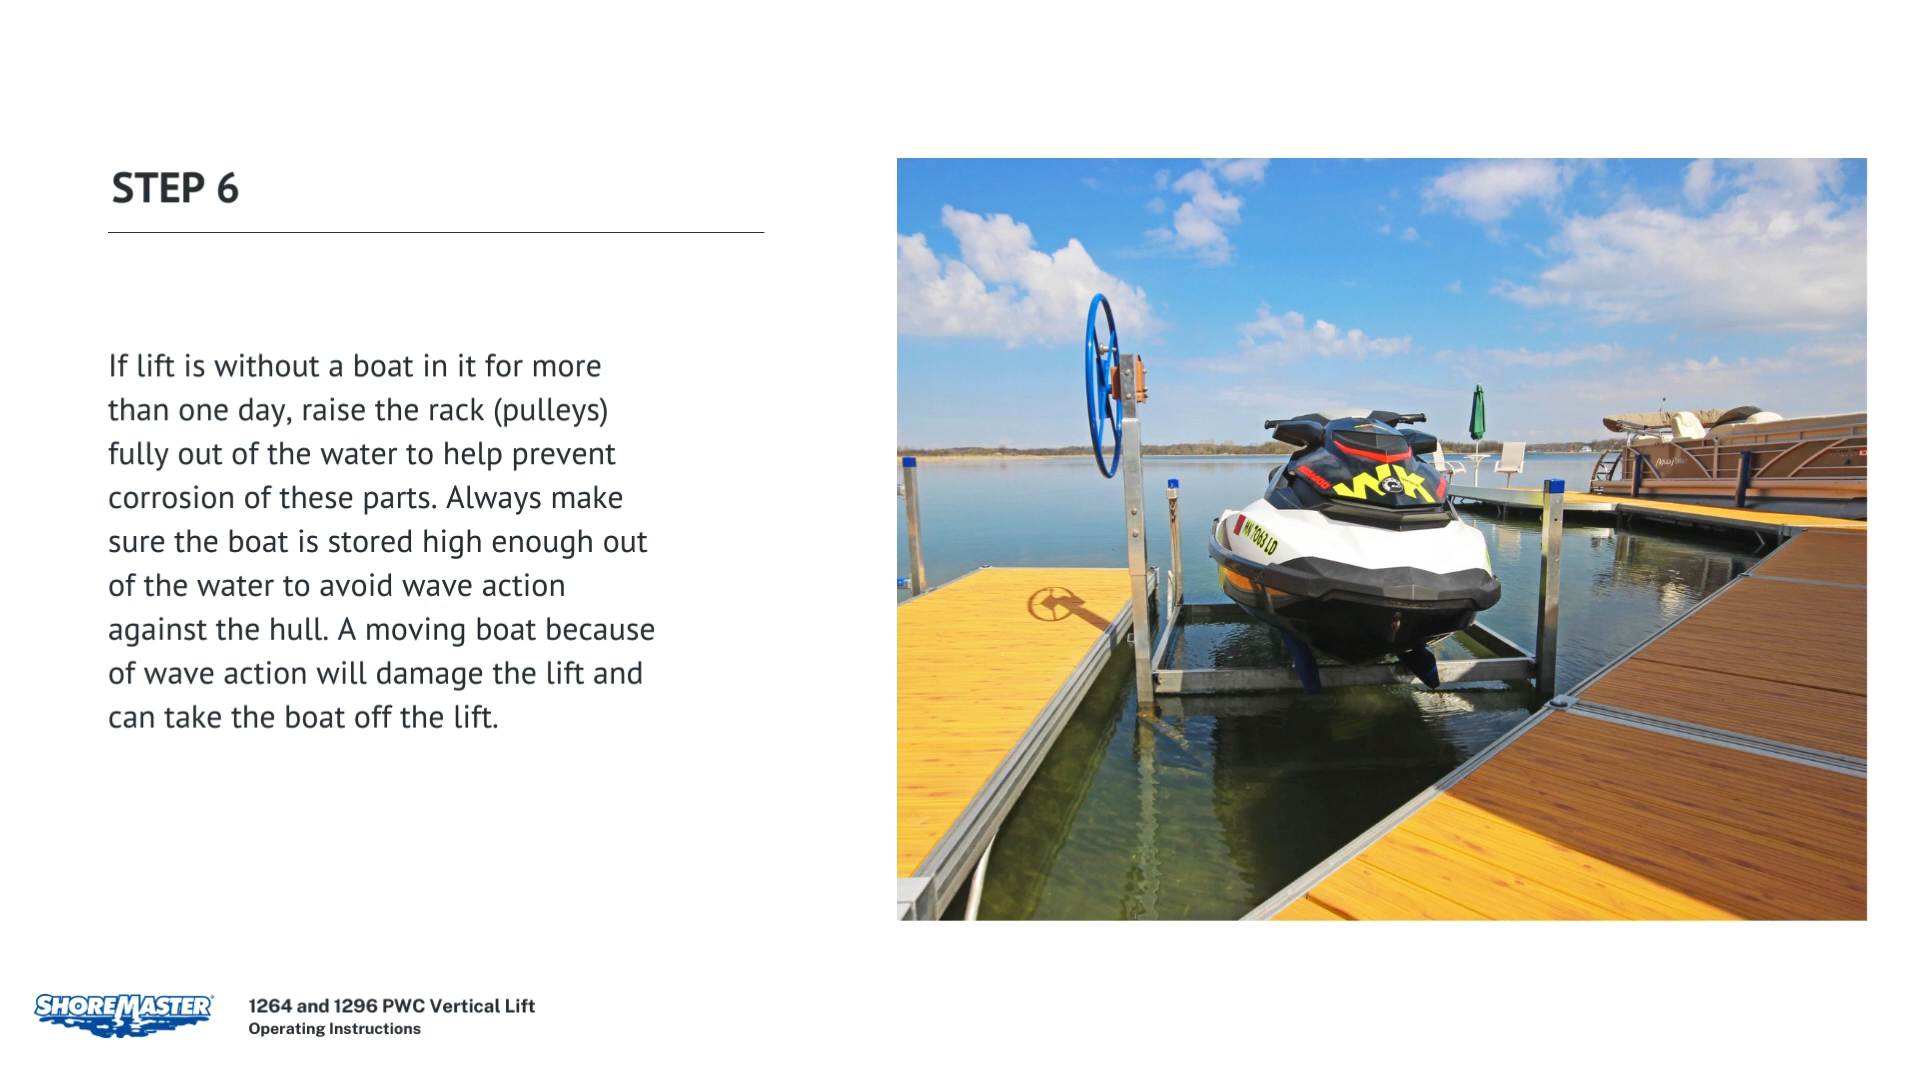 STEP 6
If lift is without a boat in it for more
than one day, raise the rack (pulleys)
fully out of the water to help prevent
corrosion of these parts. Always make
sure the boat is stored high enough out
of the water to avoid wave action
against the hull. A moving boat because
of wave action will damage the lift and
can take the boat off the lift.
MN 7063 LD
SHOREMASTER
1264 and 1296 PWC Vertical Lift
Operating Instructions